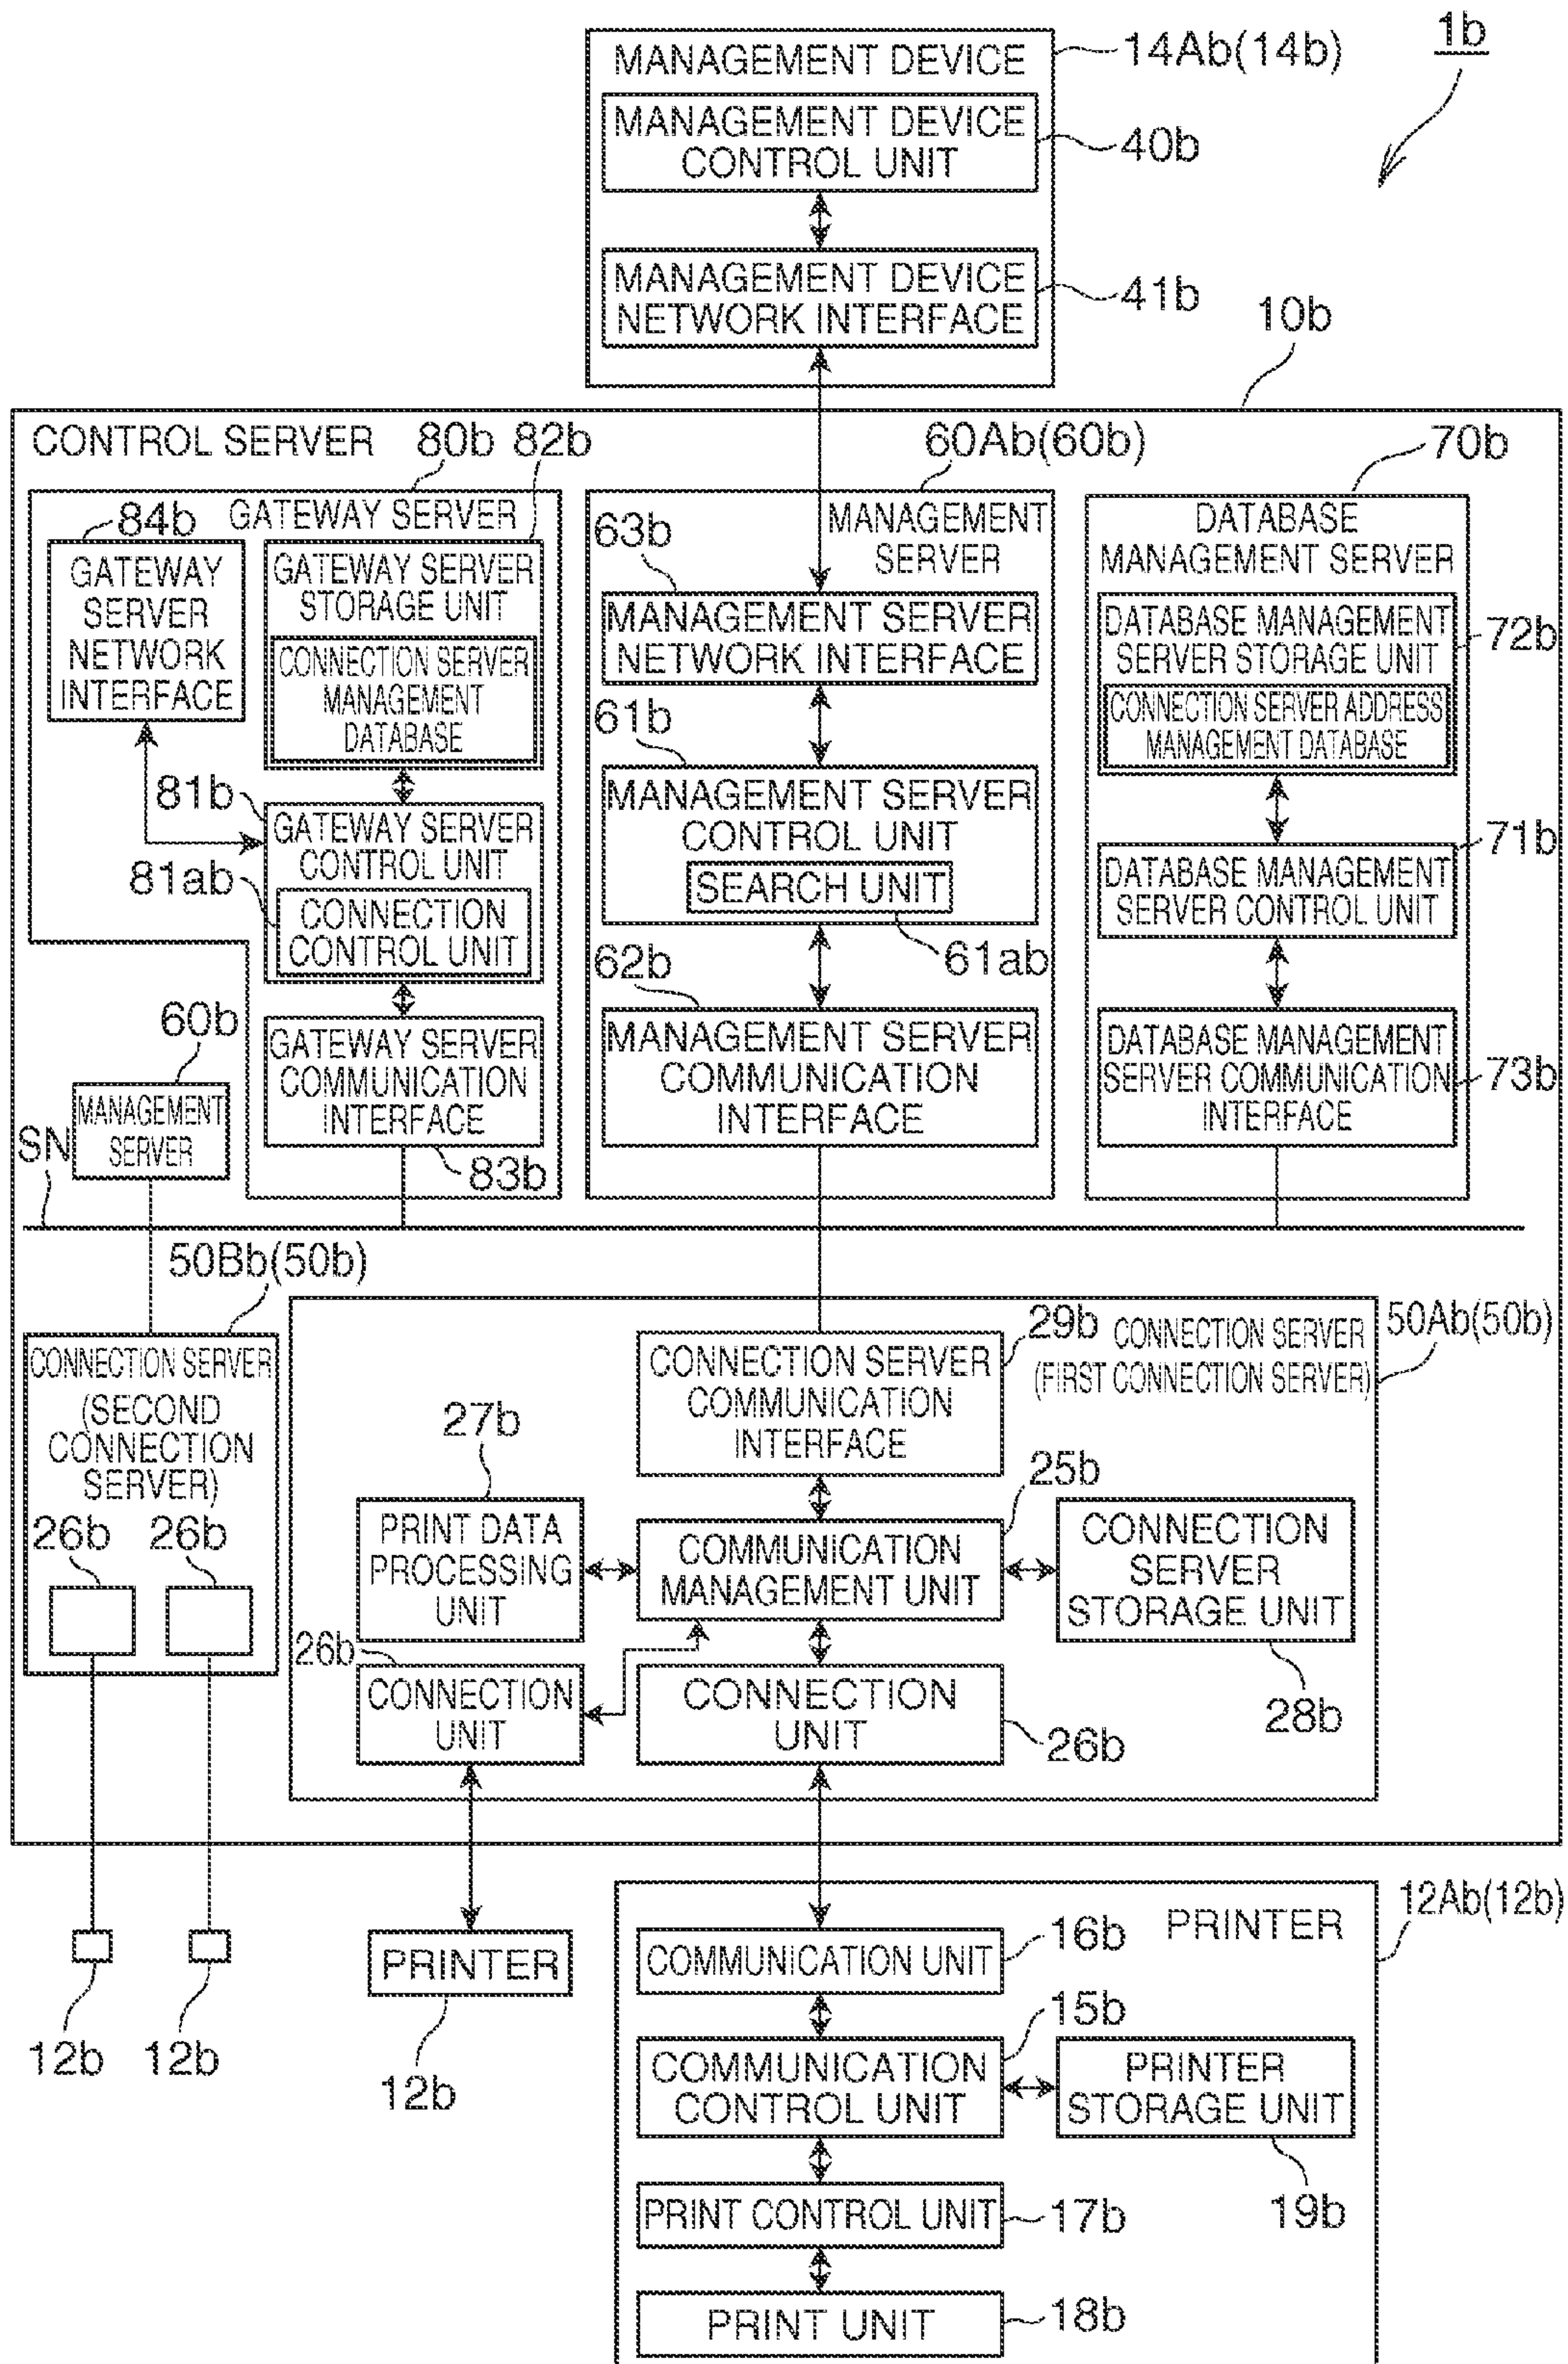 1b
14Ab(14b)
MANAGEMENT DEVICE
MANAGEMENT DEVICE
CONTROL UNIT
40b
MANAGEMENT DEVICE
NETWORK INTERFACE
41b
10b
CONTROL SERVER
80b
82b
60Ab(60b)
70b
84b
GATEWAY SERVER
GATEWAY
SERVER
NETWORK
INTERFACE
GATEWAY SERVER
STORAGE UNIT
CONNECTION SERVER
MANAGEMENT
DATABASE
81b
GATEWAY SERVER
CONTROL UNIT
81ab
CONNECTION
CONTROL UNIT
GATEWAY SERVER
COMMUNICATION
INTERFACE
83b
60b
MANAGEMENT
SERVER
SN
MANAGEMENT
SERVER
63b
MANAGEMENT SERVER
NETWORK INTERFACE
61b
MANAGEMENT SERVER
CONTROL UNIT
SEARCH UNIT
61ab
62b
MANAGEMENT SERVER
COMMUNICATION
INTERFACE
DATABASE
MANAGEMENT SERVER
DATABASE MANAGEMENT
SERVER STORAGE UNIT
72b
CONNECTION SERVER ADDRESS
MANAGEMENT DATABASE
71b
DATABASE MANAGEMENT
SERVER CONTROL UNIT
DATABASE MANAGEMENT
SERVER COMMUNICATION
INTERFACE
73b
50Bb(50b)
CONNECTION SERVER
(SECOND
CONNECTION
SERVER)
26b
26b
50Ab(50b)
CONNECTION SERVER
(FIRST CONNECTION SERVER)
29b
CONNECTION SERVER
COMMUNICATION
INTERFACE
27b
PRINT DATA
PROCESSING
UNIT
25b
COMMUNICATION
MANAGEMENT UNIT
CONNECTION
SERVER
STORAGE UNIT
28b
26b
CONNECTION
UNIT
CONNECTION
UNIT
26b
12b
12b
PRINTER
12b
12Ab(12b)
PRINTER
COMMUNICATION UNIT
16b
15b
COMMUNICATION
CONTROL UNIT
PRINTER
STORAGE UNIT
19b
PRINT CONTROL UNIT
17b
PRINT UNIT
18b